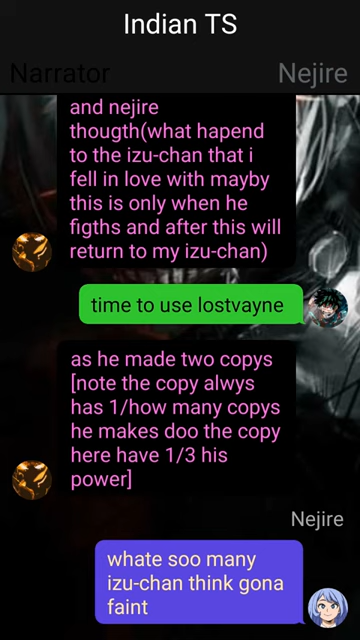 Indian TS
Narrator
Nejire
and nejire
thougth(what hapend
to the izu-chan that i
fell in love with mayby
this is only when he
figths and after this will
return to my izu-chan)
time to use lostvayne
as he made two copys
[note the copy alwys
has 1/how many copys
he makes doo the copy
here have 1/3 his
power]
Nejire
whate soo many
izu-chan think gona
faint